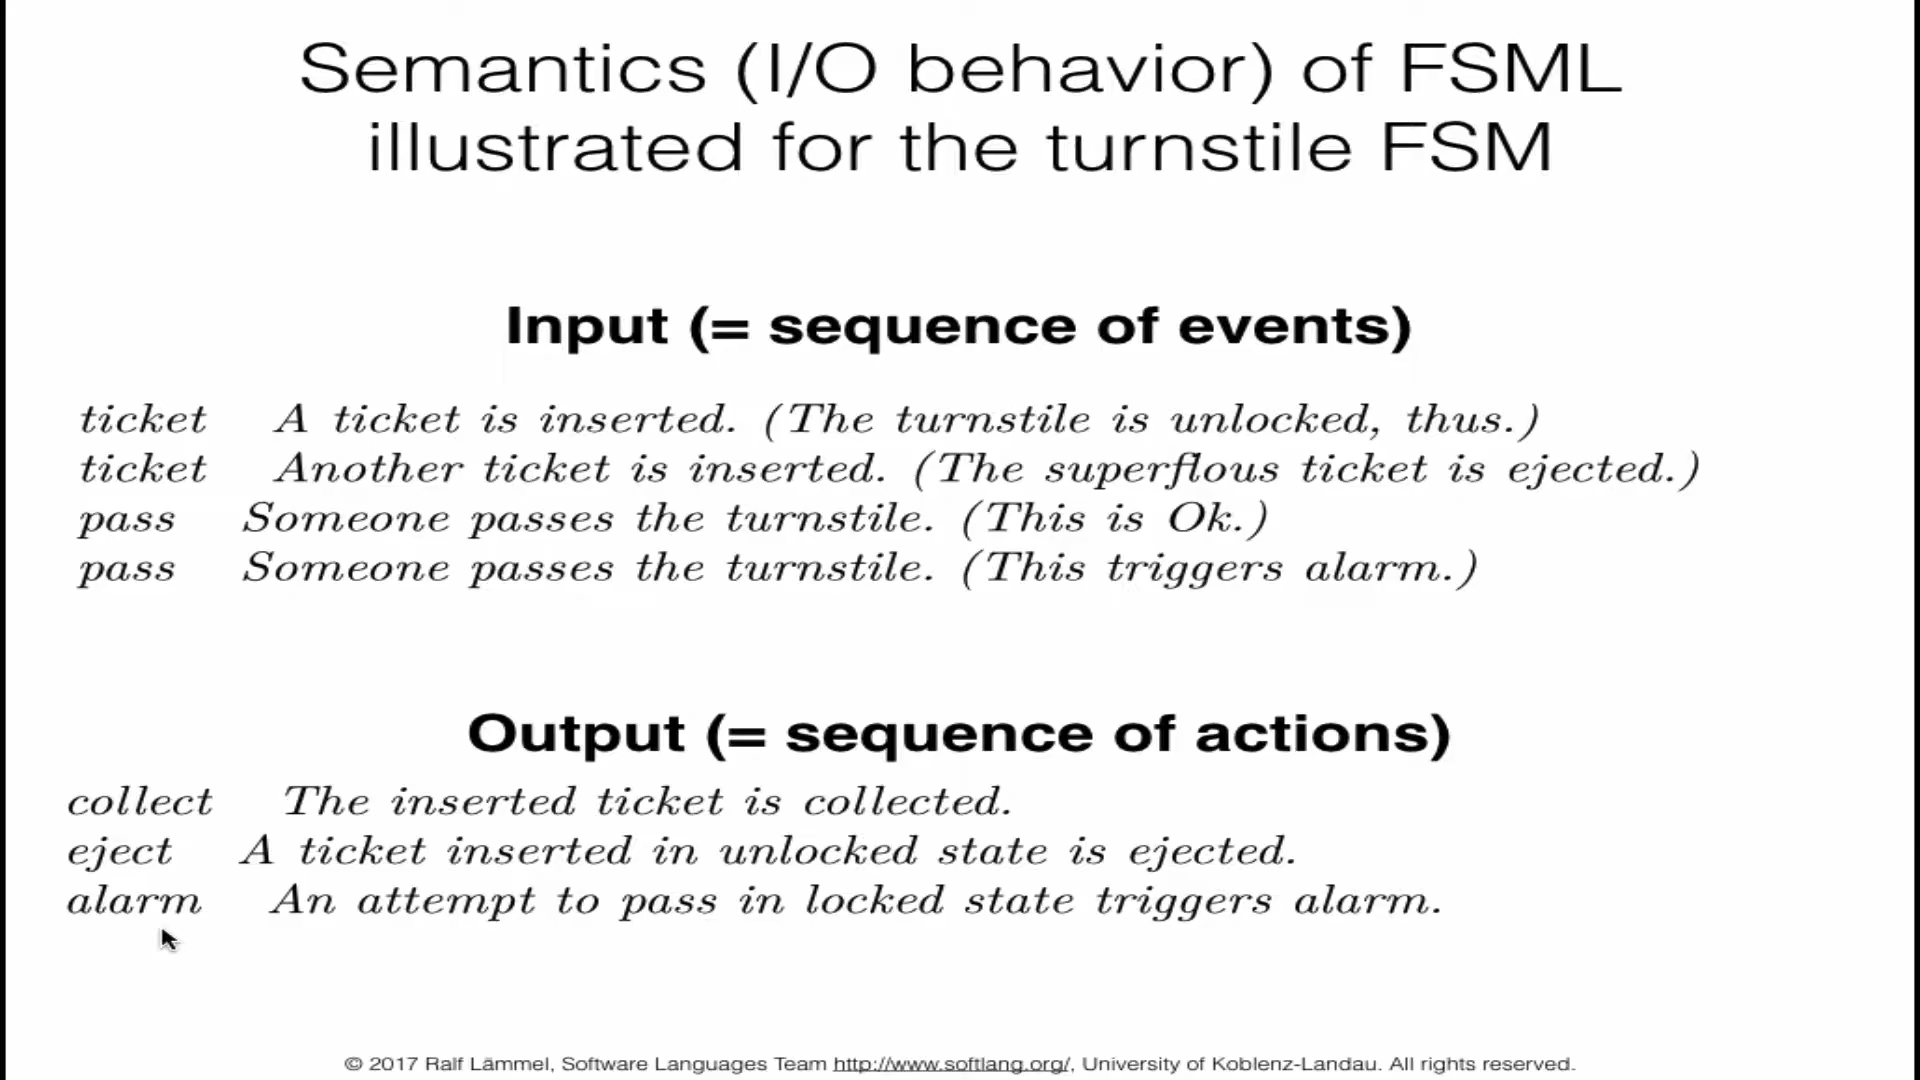 Semantics (I/O behavior) of FSML
illustrated for the turnstile FSM
Input (= sequence of events)
ticket A ticket is inserted. (The turnstile is unlocked, thus.)
ticket Another ticket is inserted. (The superflous ticket is ejected.)
pass Someone passes the turnstile. (This is Ok.)
pass Someone passes the turnstile. (This triggers alarm.)
Output (= sequence of actions)
collect The inserted ticket is collected.
eject A ticket inserted in unlocked state is ejected.
alarm An attempt to pass in locked state triggers alarm.
© 2017 Ralf Lämmel, Software Languages Team http://www.softlang.org/, University of Koblenz-Landau. All rights reserved.